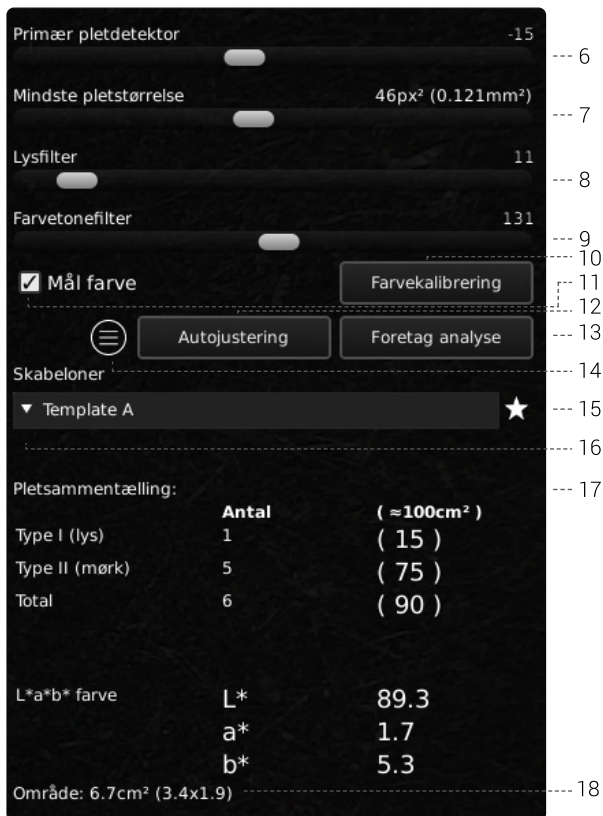 Primær pletdetektor -15
6
Mindste pletstørrelse 46px² (0.121mm²)
7
Lysfilter 11
8
Farvetonefilter 131
9
10
Mål farve Farvekalibrering 11
12
Autojustering Foretag analyse 13
14
Skabeloner
Template A 15
16
Pletsammentælling: 17
Antal ( ≈100cm² )
Type I (lys) 1 ( 15 )
Type II (mørk) 5 ( 75 )
Total 6 ( 90 )
L*a*b* farve L* 89.3
a* 1.7
b* 5.3
Område: 6.7cm² (3.4x1.9) 18